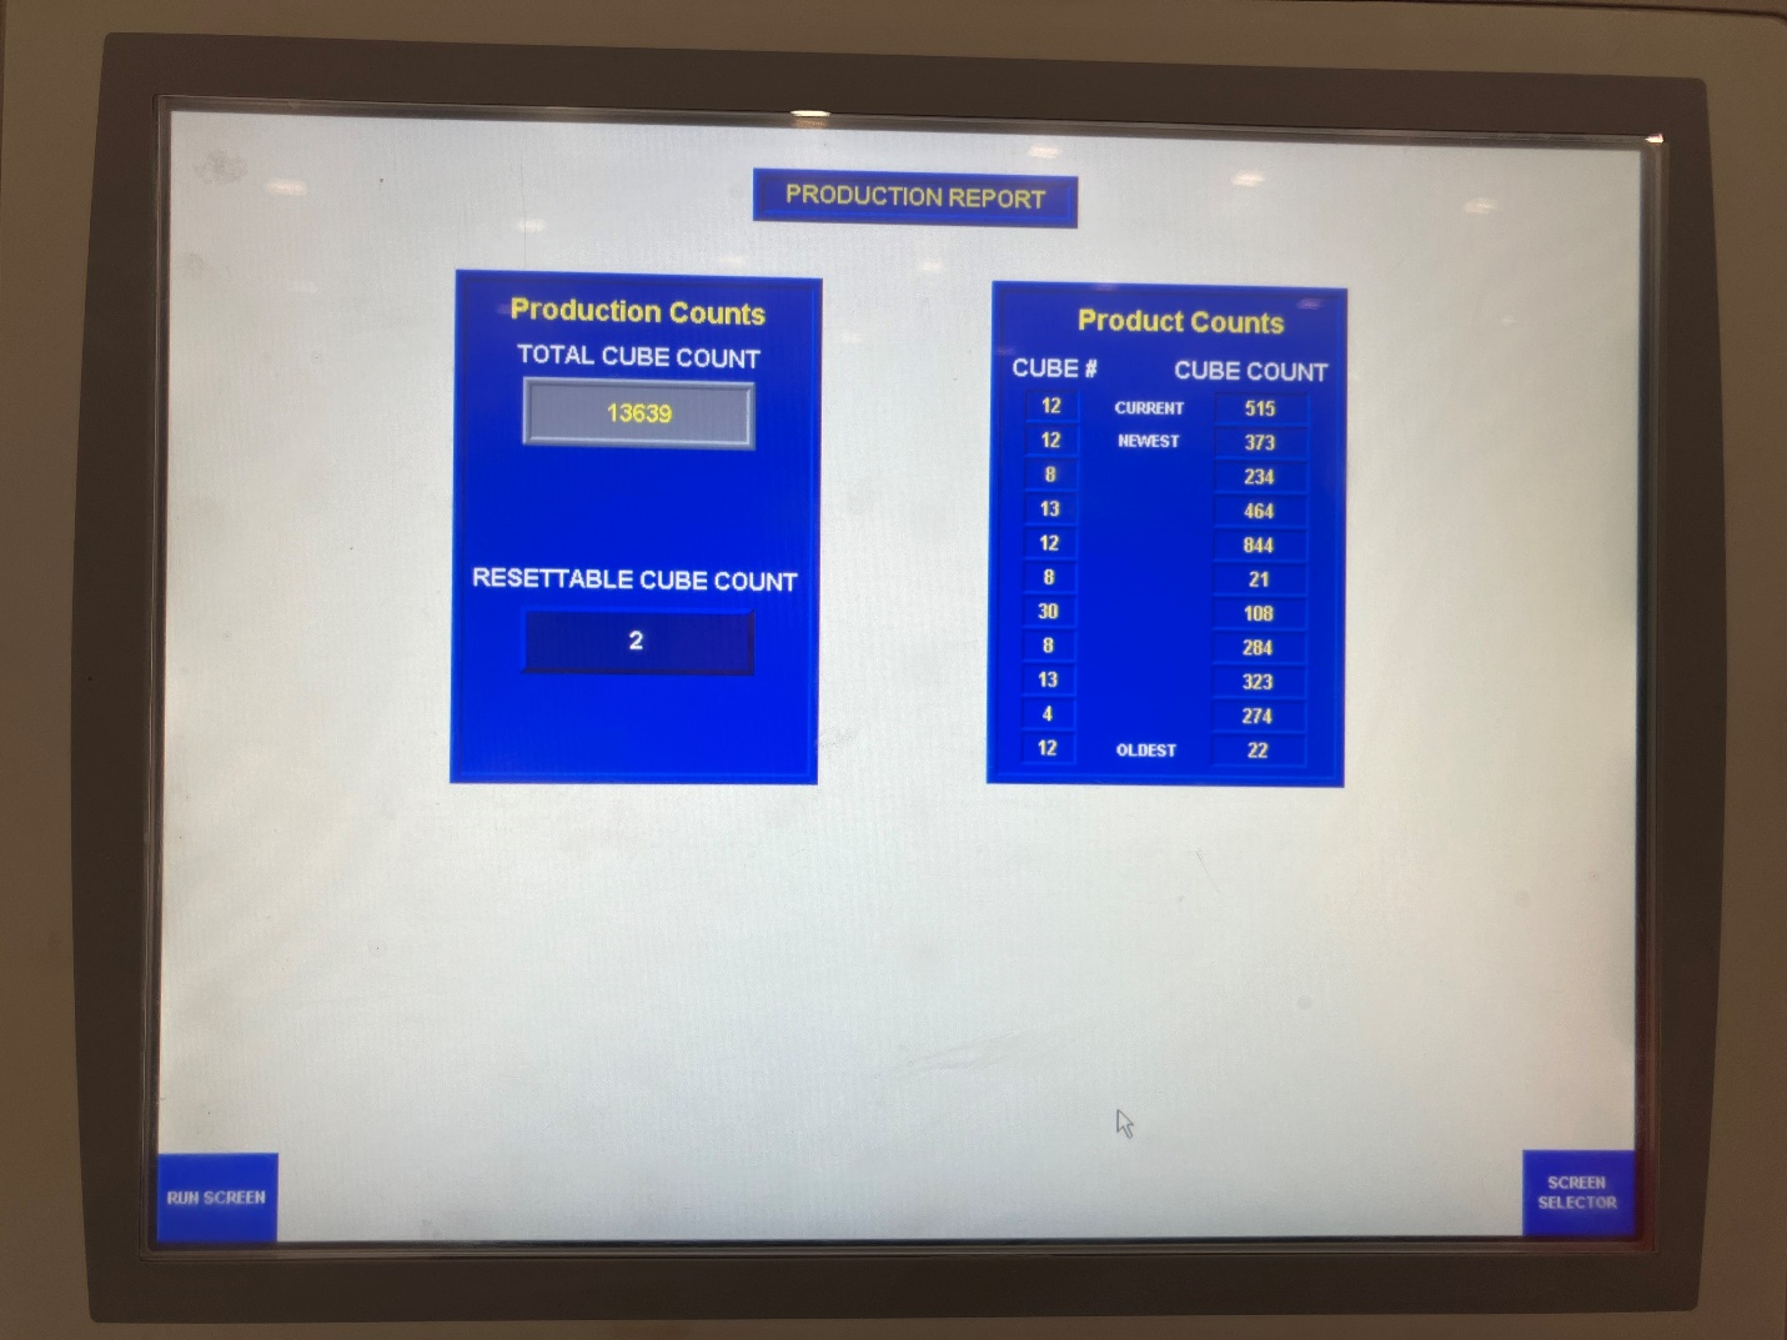 PRODUCTION REPORT
Production Counts
TOTAL CUBE COUNT
13639
RESETTABLE CUBE COUNT
2
Product Counts
CUBE # CUBE COUNT
12 CURRENT 515
12 NEWEST 373
8 234
13 464
12 844
8 21
30 108
8 284
13 323
4 274
12 OLDEST 22
RUN SCREEN
SCREEN
SELECTOR